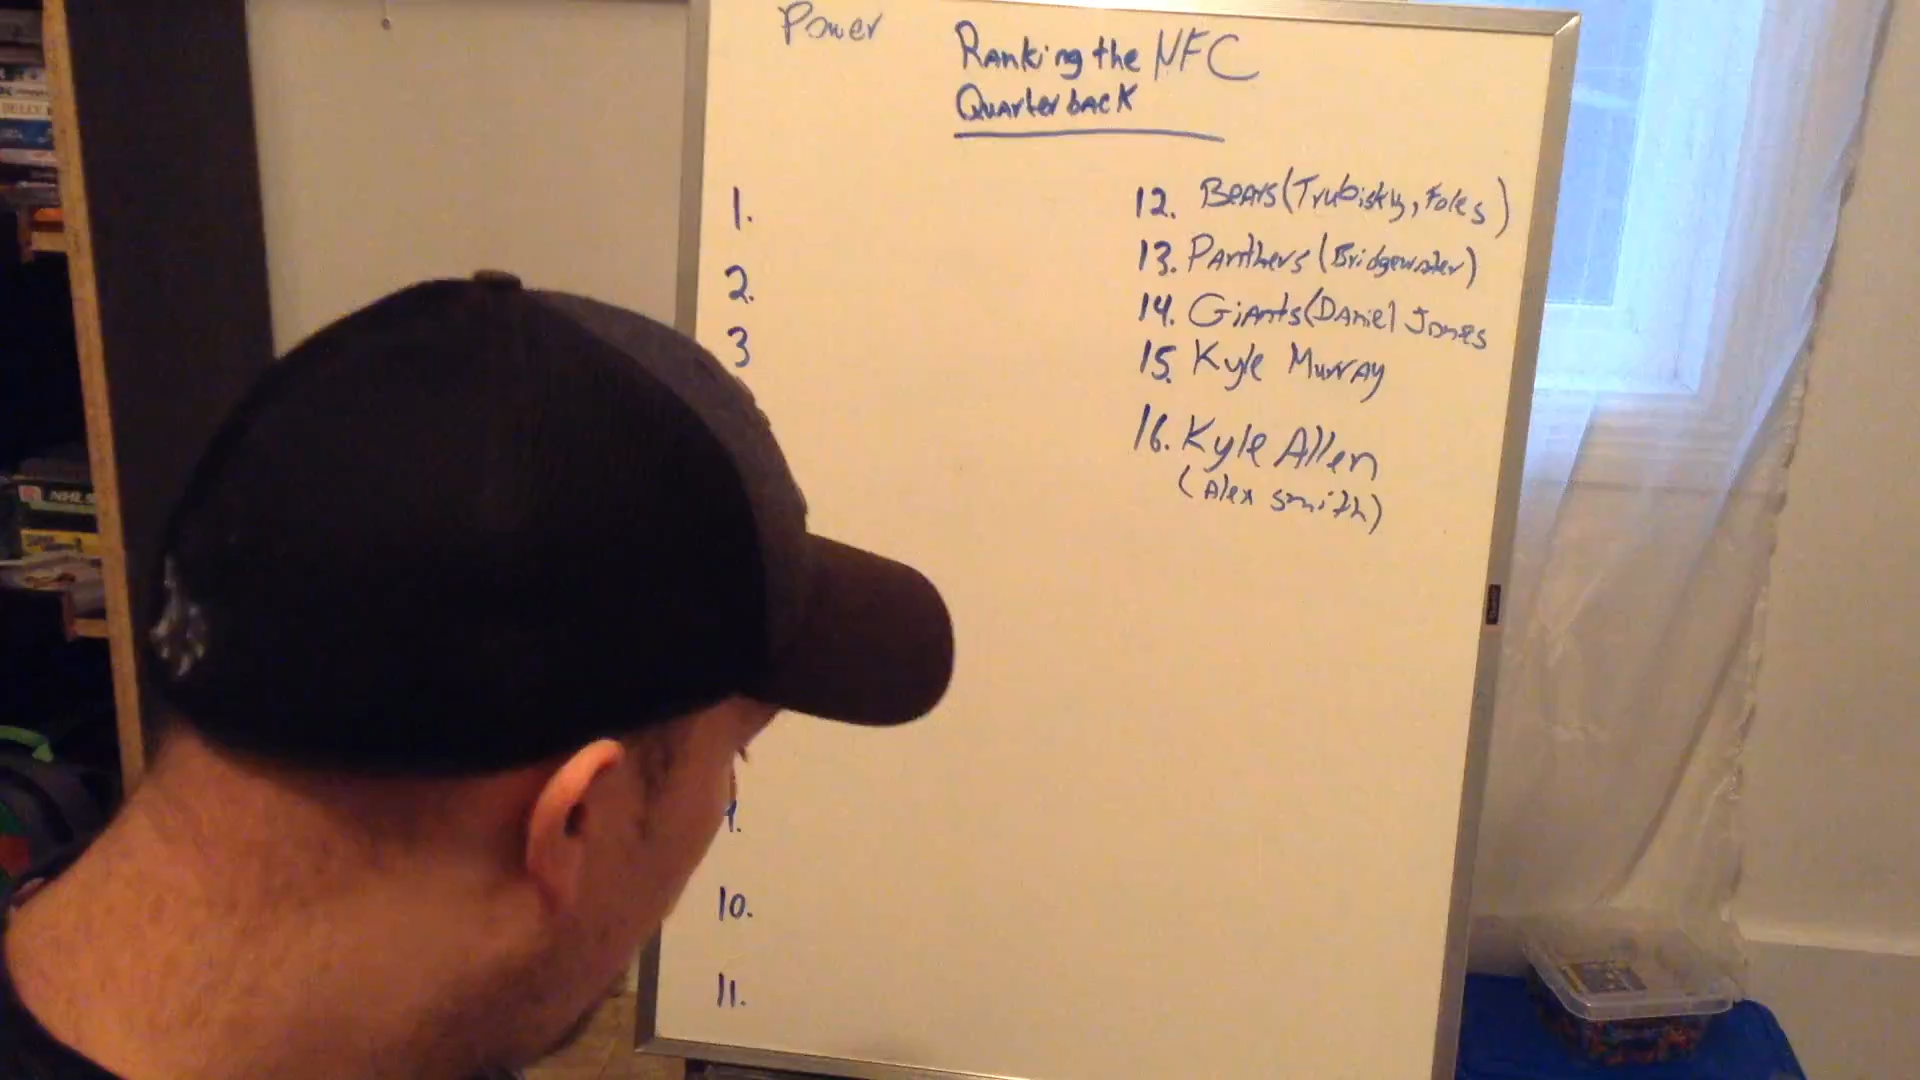 Power
Ranking the NFC
Quarterback
1.
2.
3
10.
11.
12. Bears (Trubisky, Foles)
13. Panthers (Bridgewater)
14. Giants (Daniel Jones
15. Kyle Murray
16. Kyle Allen
(Alex Smith)
NHL